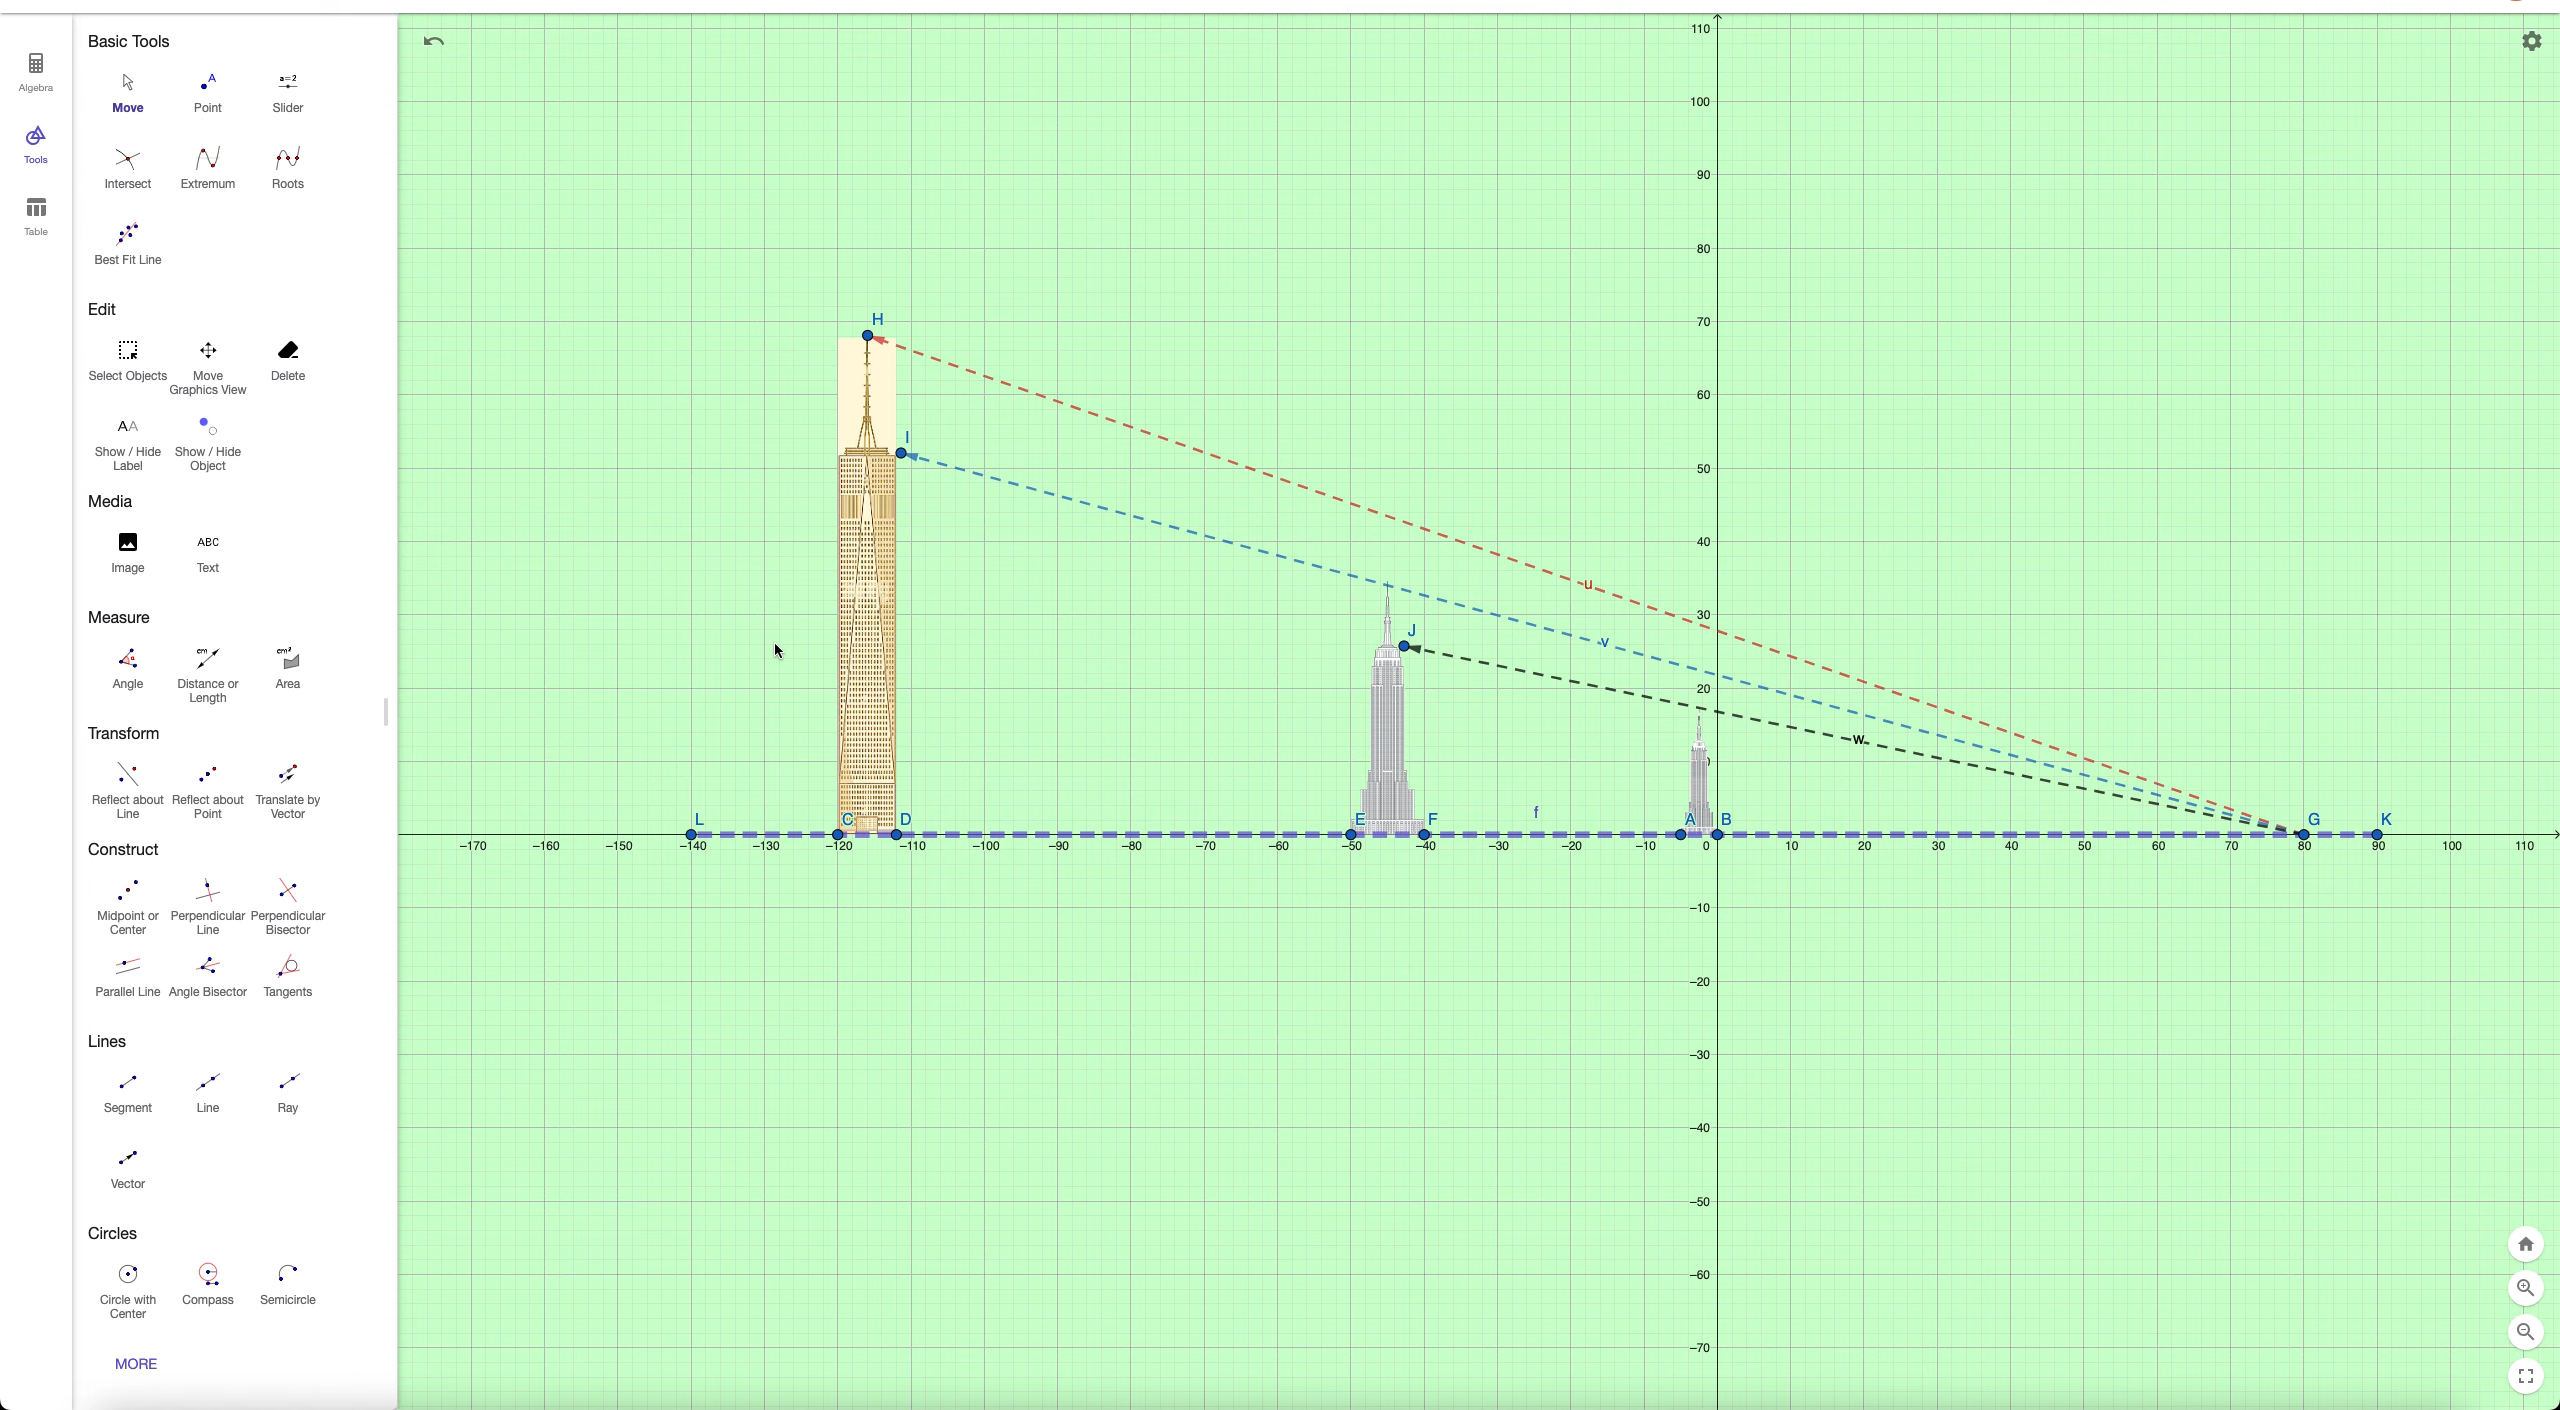 Algebra
Tools
Table
Basic Tools
Move
Point
a=2
Slider
Intersect
Extremum
Roots
Best Fit Line
Edit
Select Objects
Move
Graphics View
Delete
AA
Show / Hide
Label
Show / Hide
Object
Media
Image
ABC
Text
Measure
Angle
cm
Distance or
Length
cm²
Area
Transform
Reflect about
Line
Reflect about
Point
Translate by
Vector
Construct
Midpoint or
Center
Perpendicular
Line
Perpendicular
Bisector
Parallel Line
Angle Bisector
Tangents
Lines
Segment
Line
Ray
Vector
Circles
Circle with
Center
Compass
Semicircle
MORE
110
100
90
80
70
60
50
40
30
20
H
I
J
u
v
w
f
L
C
D
E
F
A
B
G
K
−170 −160 −150 −140 −130 −120 −110 −100 −90 −80 −70 −60 −50 −40 −30 −20 −10 0 10 20 30 40 50 60 70 80 90 100 110
−10
−20
−30
−40
−50
−60
−70